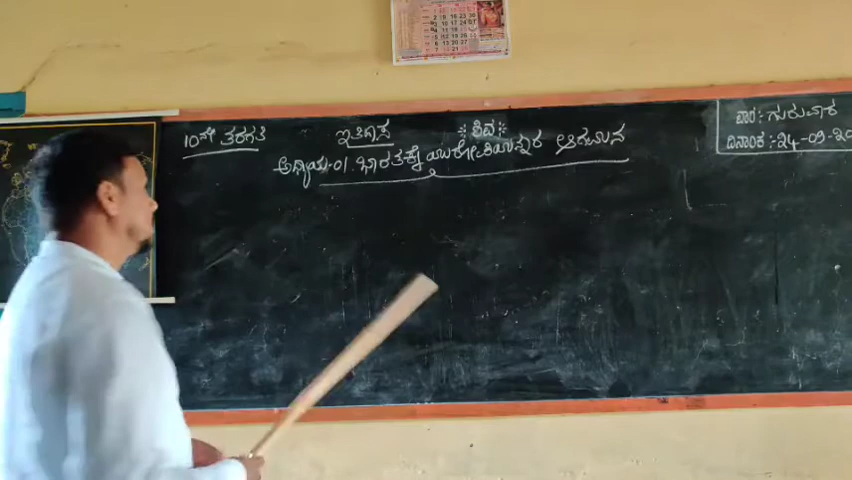 *ಶಿವ*
ವಾರ : ಗುರುವಾರ
10ನೇ ತರಗತಿ
ಇತಿಹಾಸ
ದಿನಾಂಕ : 24-09-20
ಅಧ್ಯಾಯ-01 ಭಾರತಕ್ಕೆ ಯುರೋಪಿಯನ್ನರ ಆಗಮನ